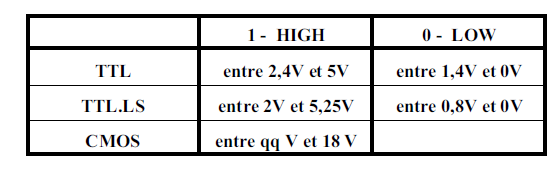 1 - HIGH 0 - LOW
TTL entre 2,4V et 5V entre 1,4V et 0V
TTL.LS entre 2V et 5,25V entre 0,8V et 0V
CMOS entre qq V et 18 V